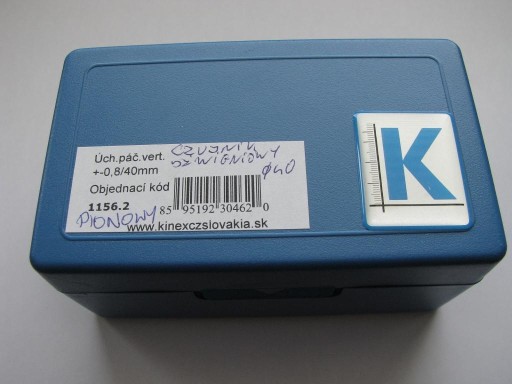 Úch.páč.vert. CZUJNIK
+-0,8/40mm DŹWIGNIOWY
Objednací kód ø40
1156.2
PIONOWY 85 95192 30462 0
www.kinexczslovakia.sk
K